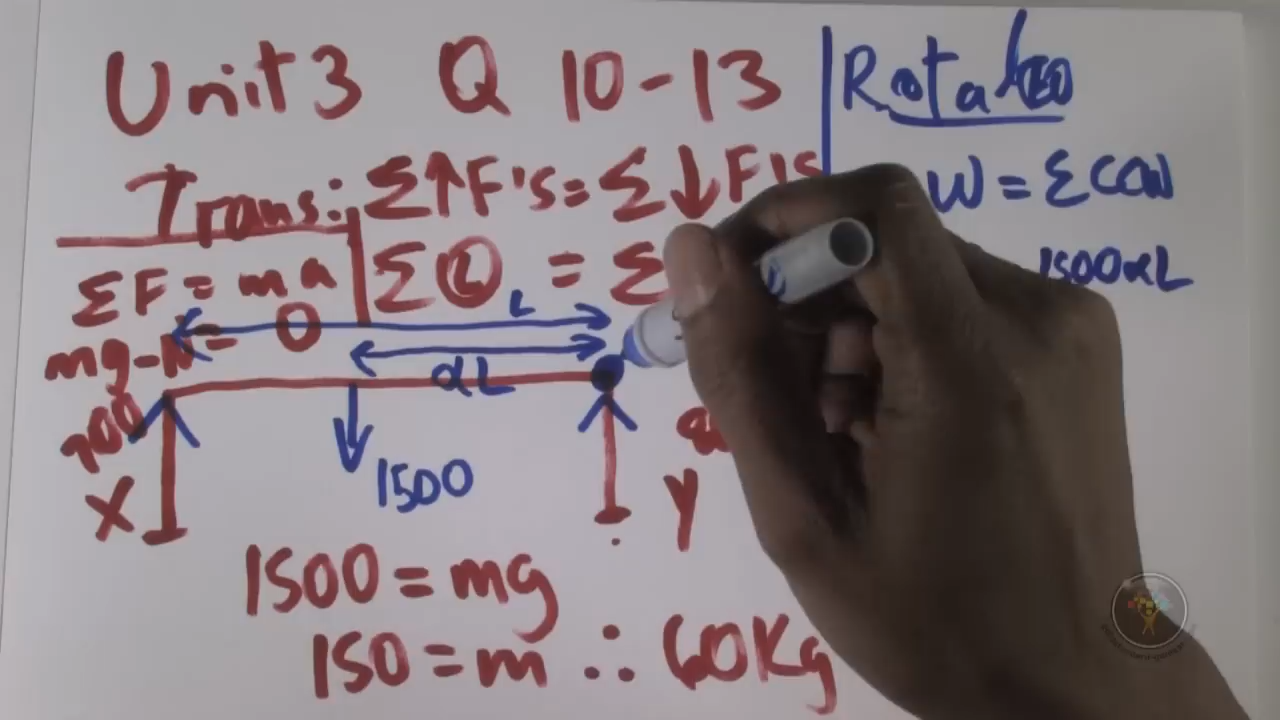 Unit 3 Q 10-13
Rotation
Trans: Σ↑F'S = Σ↓F'S
W = ΣCCW
ΣF = ma
Σ = Σ
1500αL
mg-N = 0
L
αL
700
X
1500
Y
1500 = mg
150 = m ∴ 60Kg